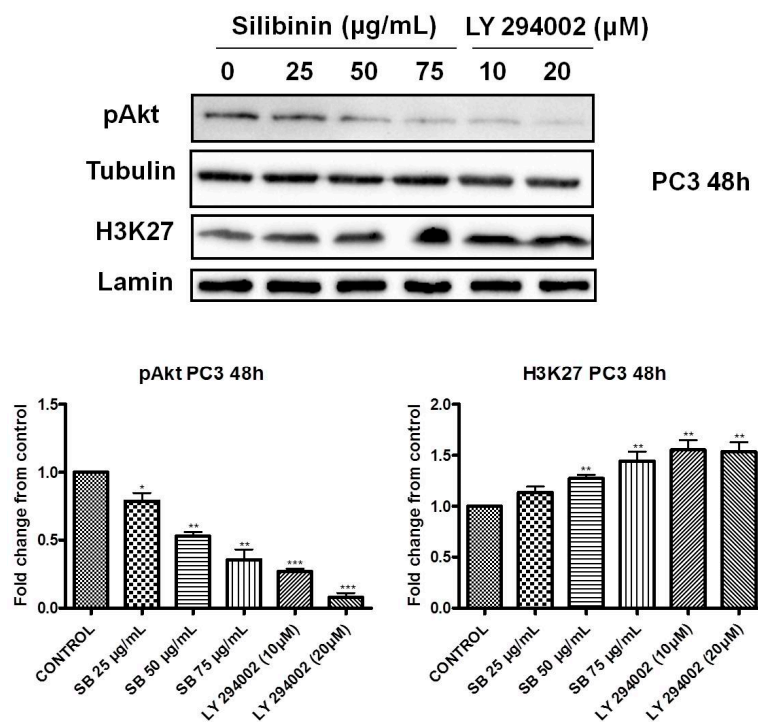 Silibinin (µg/mL) LY 294002 (µM)
0 25 50 75 10 20
pAkt
Tubulin
PC3 48h
H3K27
Lamin
pAkt PC3 48h
Fold change from control
1.5
1.0
0.5
0.0
*
**
**
***
***
CONTROL
SB 25 µg/mL
SB 50 µg/mL
SB 75 µg/mL
LY 294002 (10µM)
LY 294002 (20µM)
H3K27 PC3 48h
Fold change from control
2.0
1.5
1.0
0.5
0.0
**
**
**
**
CONTROL
SB 25 µg/mL
SB 50 µg/mL
SB 75 µg/mL
LY 294002 (10µM)
LY 294002 (20µM)